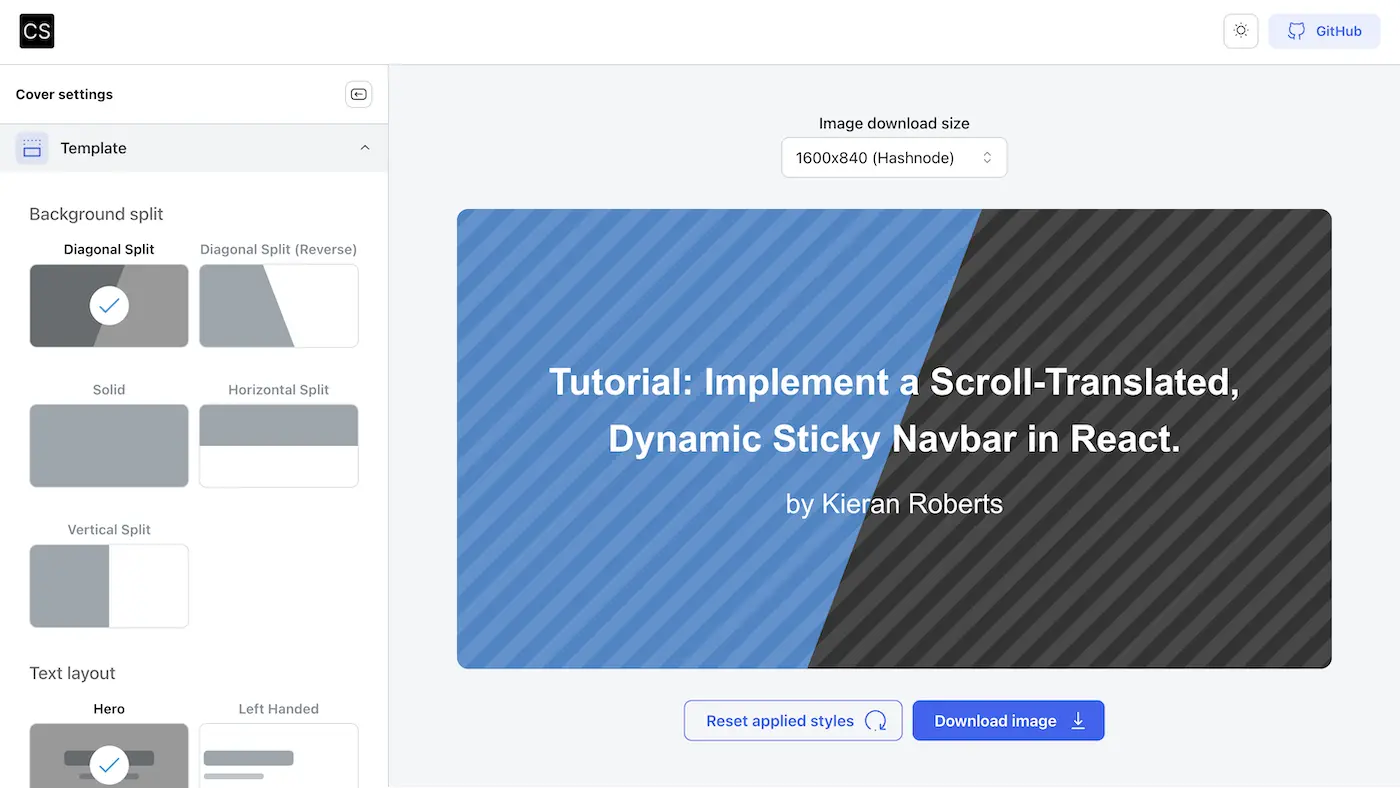 CS
GitHub
Cover settings
Template
Background split
Diagonal Split
Diagonal Split (Reverse)
Solid
Horizontal Split
Vertical Split
Text layout
Hero
Left Handed
Image download size
1600x840 (Hashnode)
Tutorial: Implement a Scroll-Translated,
Dynamic Sticky Navbar in React.
by Kieran Roberts
Reset applied styles
Download image